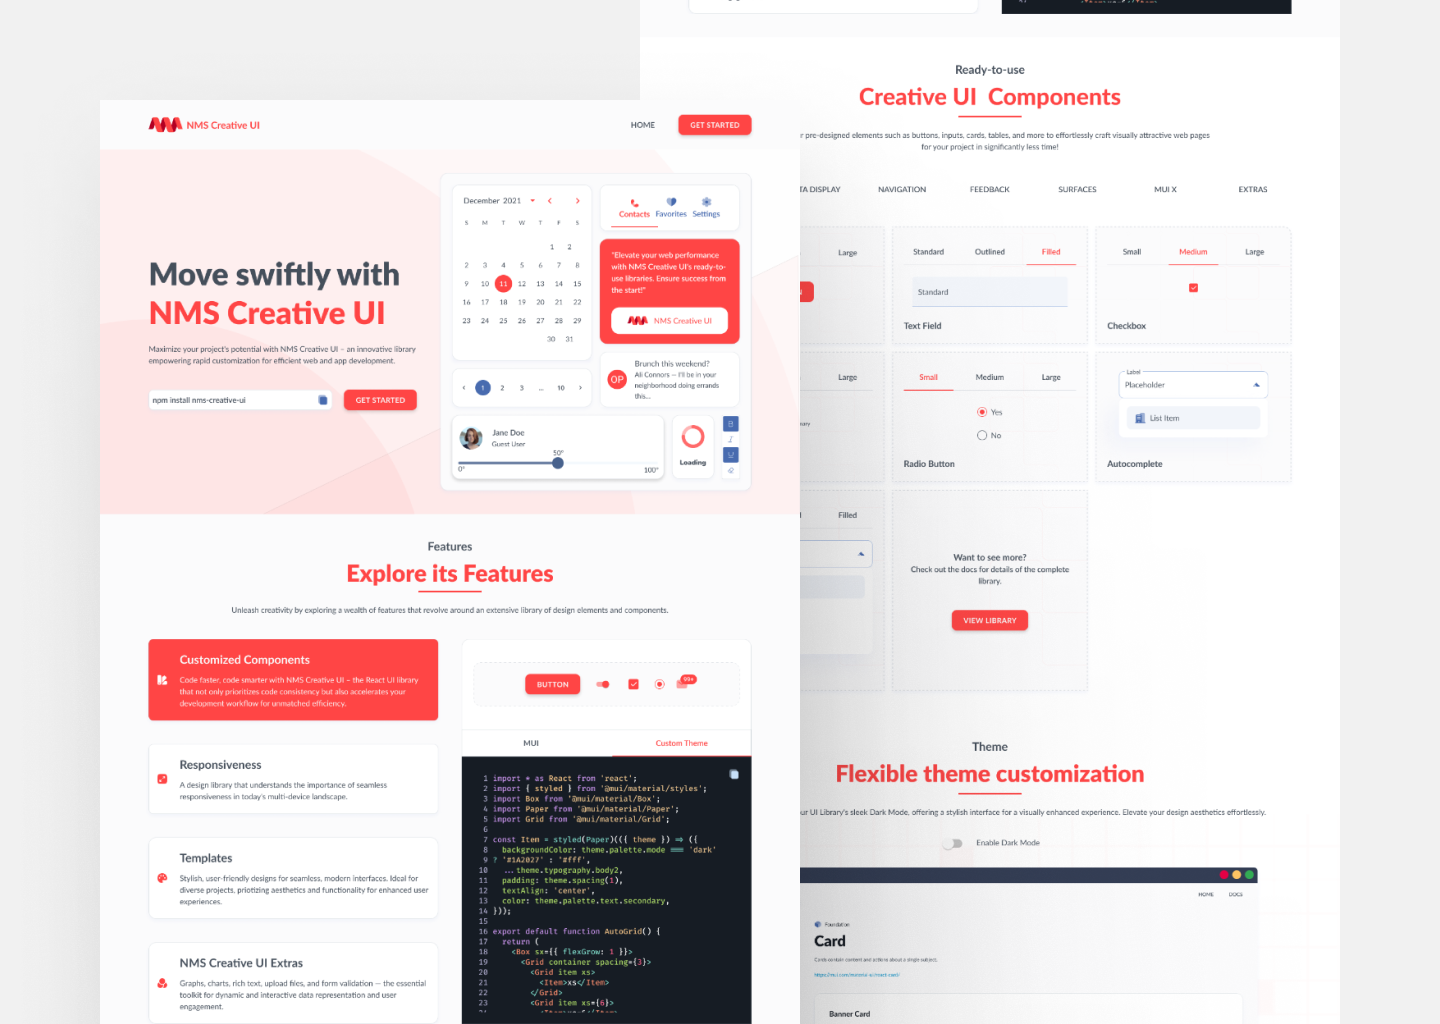 NMS Creative UI
HOME
GET STARTED
Move swiftly with
NMS Creative UI
Maximize your project's potential with NMS Creative UI – an innovative library
empowering rapid customization for efficient web and app development.
npm install nms-creative-ui
GET STARTED
December 2021
S M T W T F S
1 2
2 3 4 5 6 7 8
9 10 11 12 13 14 15
16 17 18 19 20 21 22
23 24 25 26 27 28 29
30 31
Contacts Favorites Settings
"Elevate your web performance
with NMS Creative UI's ready-to-
use libraries. Ensure success from
the start!"
NMS Creative UI
1 2 3 ... 10
OP
Brunch this weekend?
Ali Connors — I'll be in your
neighborhood doing errands
this...
Jane Doe
Guest User
50°
0°
100°
Loading
B
I
U
Features
Explore its Features
Unleash creativity by exploring a wealth of features that revolve around an extensive library of design elements and components.
Customized Components
Code faster, code smarter with NMS Creative UI – the React UI library
that not only prioritizes code consistency but also accelerates your
development workflow for unmatched efficiency.
Responsiveness
A design library that understands the importance of seamless
responsiveness in today's multi-device landscape.
Templates
Stylish, user-friendly designs for seamless, modern interfaces. Ideal for
diverse projects, priotizing aesthetics and functionality for enhanced user
experiences.
NMS Creative UI Extras
Graphs, charts, rich text, upload files, and form validation — the essential
toolkit for dynamic and interactive data representation and user
engagement.
BUTTON
99+
MUI
Custom Theme
1 import * as React from 'react';
2 import { styled } from '@mui/material/styles';
3 import Box from '@mui/material/Box';
4 import Paper from '@mui/material/Paper';
5 import Grid from '@mui/material/Grid';
6
7 const Item = styled(Paper)(({ theme }) => ({
8 backgroundColor: theme.palette.mode === 'dark'
9 ? '#1A2027' : '#fff',
10 ...theme.typography.body2,
11 padding: theme.spacing(1),
12 textAlign: 'center',
13 color: theme.palette.text.secondary,
14 }));
15
16 export default function AutoGrid() {
17 return (
18 <Box sx={{ flexGrow: 1 }}>
19 <Grid container spacing={3}>
20 <Grid item xs>
21 <Item>xs</Item>
22 </Grid>
23 <Grid item xs={6}>
Ready-to-use
Creative UI Components
pre-designed elements such as buttons, inputs, cards, tables, and more to effortlessly craft visually attractive web pages
for your project in significantly less time!
DISPLAY
NAVIGATION
FEEDBACK
SURFACES
MUI X
EXTRAS
Large
Standard Outlined Filled
Standard
Text Field
Small Medium Large
Checkbox
Large
Small Medium Large
Yes
No
Radio Button
Label
Placeholder
List Item
Autocomplete
Filled
Want to see more?
Check out the docs for details of the complete
library.
VIEW LIBRARY
Theme
Flexible theme customization
UI Library's sleek Dark Mode, offering a stylish interface for a visually enhanced experience. Elevate your design aesthetics effortlessly.
Enable Dark Mode
HOME DOCS
Foundation
Card
Cards contain content and actions about a single subject.
Banner Card